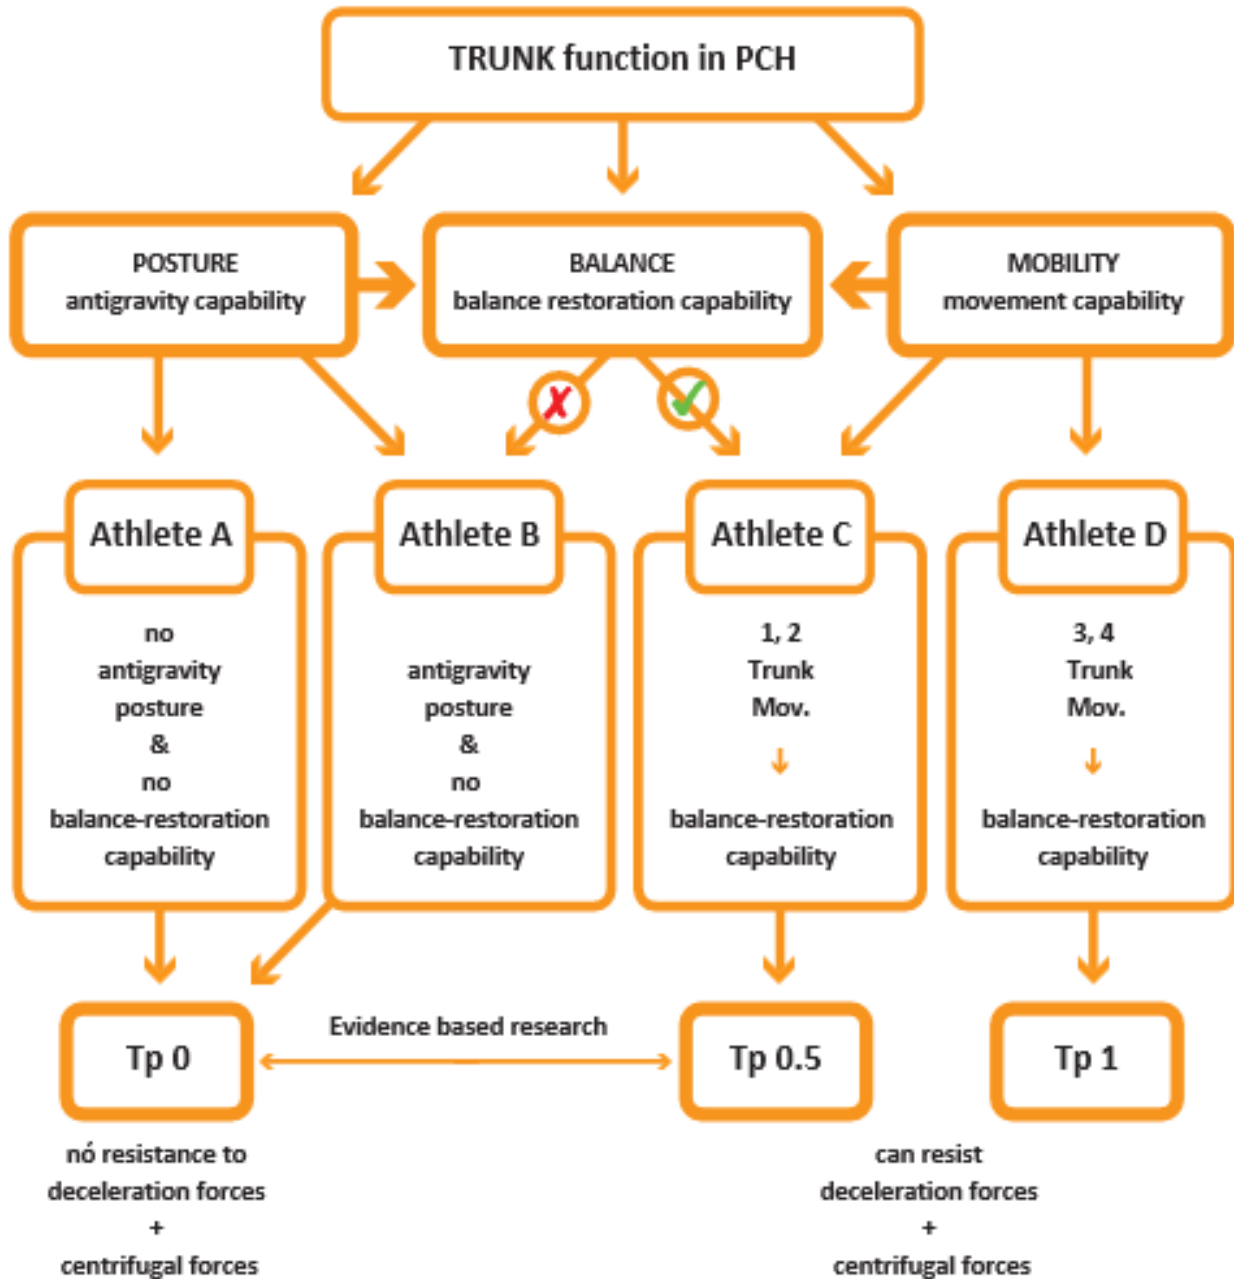 TRUNK function in PCH
POSTURE
antigravity capability
BALANCE
balance restoration capability
MOBILITY
movement capability
Athlete A
no
antigravity
posture
&
no
balance-restoration
capability
Athlete B
antigravity
posture
&
no
balance-restoration
capability
Athlete C
1, 2
Trunk
Mov.
balance-restoration
capability
Athlete D
3, 4
Trunk
Mov.
balance-restoration
capability
Tp 0
Evidence based research
Tp 0.5
Tp 1
nó resistance to
deceleration forces
+
centrifugal forces
can resist
deceleration forces
+
centrifugal forces